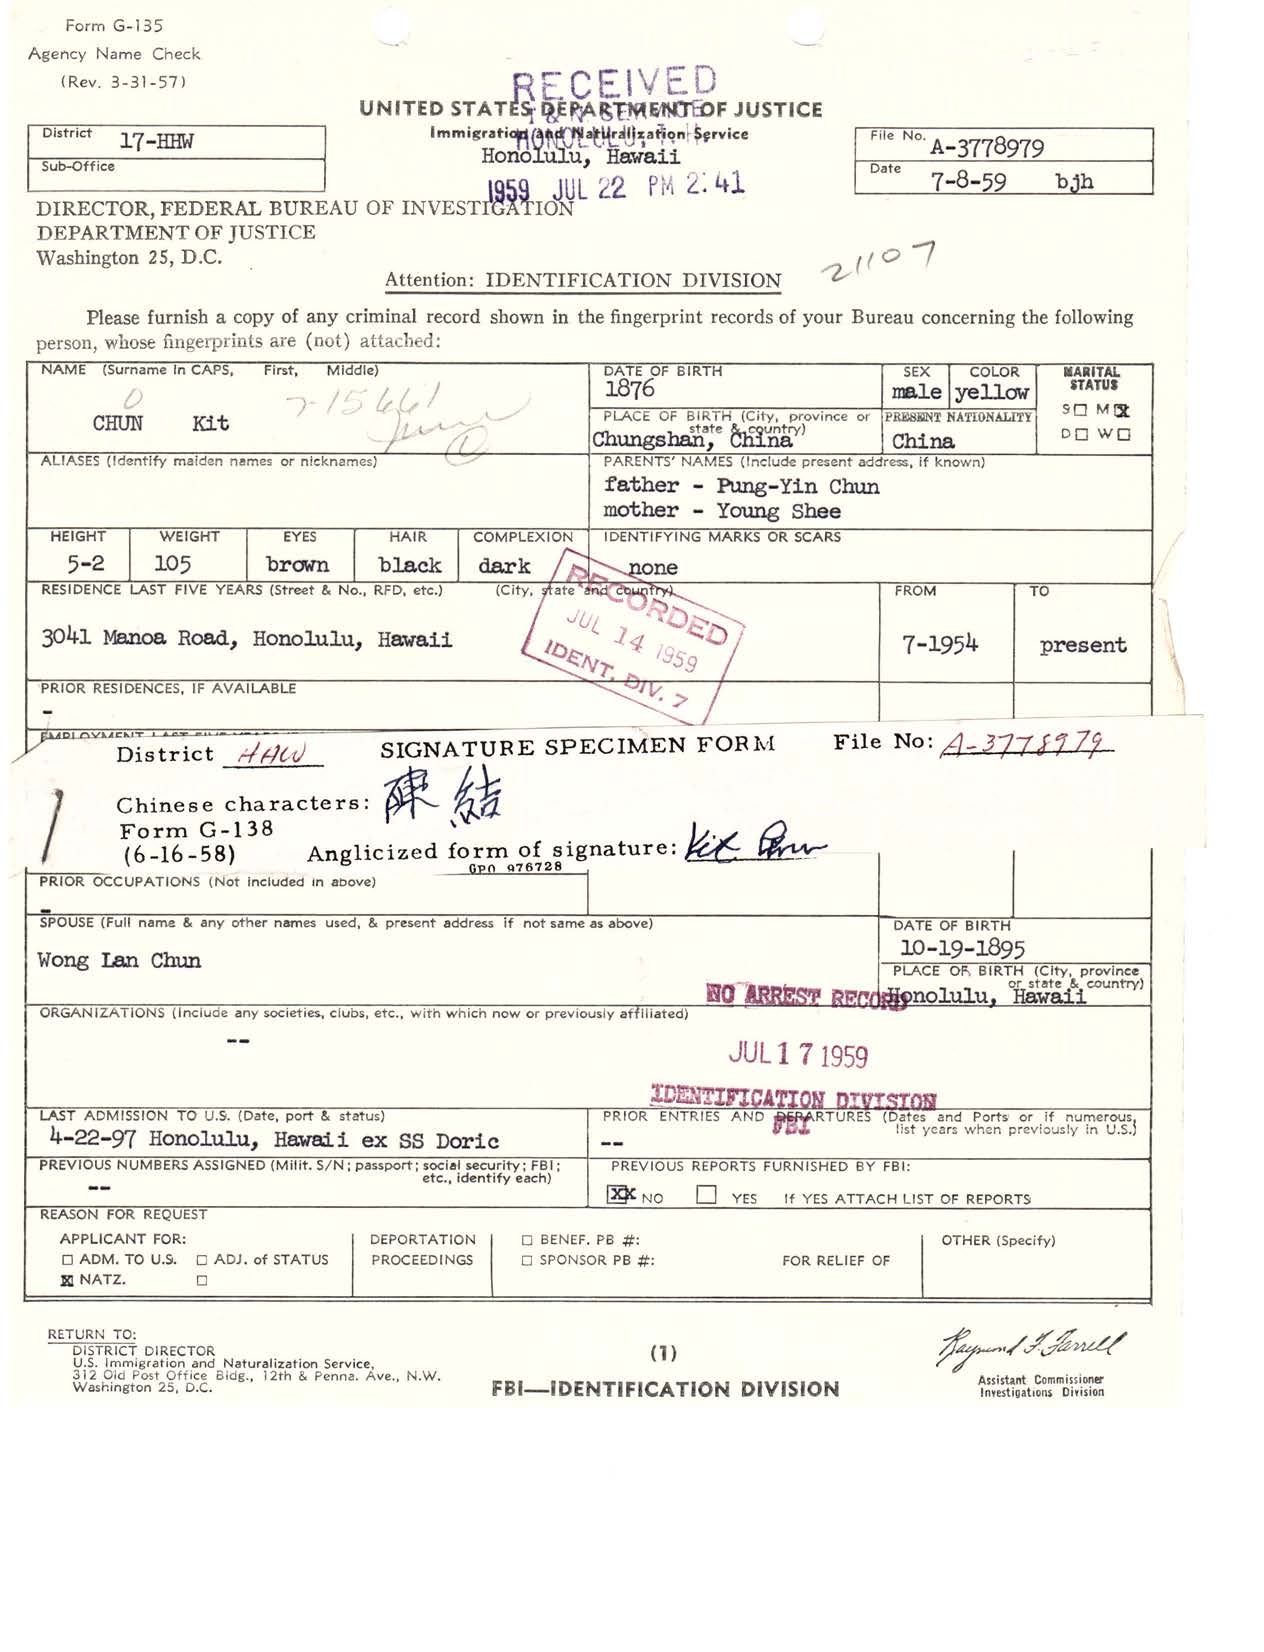 Form G-135
Agency Name Check
(Rev. 3-31-57)
RECEIVED
UNITED STATES DEPARTMENT OF JUSTICE
Immigration and Naturalization Service
Honolulu, Hawaii
1959 JUL 22 PM 2:41
District 17-HHW
Sub-Office
File No. A-3778979
Date 7-8-59 bjh
DIRECTOR, FEDERAL BUREAU OF INVESTIGATION
DEPARTMENT OF JUSTICE
Washington 25, D.C.
21107
Attention: IDENTIFICATION DIVISION
Please furnish a copy of any criminal record shown in the fingerprint records of your Bureau concerning the following
person, whose fingerprints are (not) attached:
NAME (Surname in CAPS, First, Middle)
0 7-15661
CHUN Kit
DATE OF BIRTH
1876
SEX
male
COLOR
yellow
MARITAL
STATUS
S M X
D W
PLACE OF BIRTH (City, province or
state & country)
Chungshan, China
PRESENT NATIONALITY
China
ALIASES (Identify maiden names or nicknames)
PARENTS' NAMES (Include present address, if known)
father - Pung-Yin Chun
mother - Young Shee
HEIGHT WEIGHT EYES HAIR COMPLEXION IDENTIFYING MARKS OR SCARS
5-2 105 brown black dark none
RECORDED
JUL 14 1959
IDENT. DIV. 7
RESIDENCE LAST FIVE YEARS (Street & No., RFD, etc.) (City, state and country) FROM TO
3041 Manoa Road, Honolulu, Hawaii 7-1954 present
PRIOR RESIDENCES, IF AVAILABLE
-
EMPLOYMENT LAST FIVE YEARS
District HAW SIGNATURE SPECIMEN FORM File No: A-3778979
Chinese characters: 陳 結
Form G-138
(6-16-58) Anglicized form of signature: Kit Chun
GPO 976728
PRIOR OCCUPATIONS (Not included in above)
-
SPOUSE (Full name & any other names used, & present address if not same as above)
Wong Lan Chun
DATE OF BIRTH
10-19-1895
PLACE OF BIRTH (City, province
or state & country)
Honolulu, Hawaii
NO ARREST RECORD
JUL 17 1959
IDENTIFICATION DIVISION
FBI
ORGANIZATIONS (Include any societies, clubs, etc., with which now or previously affiliated)
--
LAST ADMISSION TO U.S. (Date, port & status)
4-22-97 Honolulu, Hawaii ex SS Doric
PRIOR ENTRIES AND DEPARTURES (Dates and Ports or if numerous,
list years when previously in U.S.)
--
PREVIOUS NUMBERS ASSIGNED (Milit. S/N; passport; social security; FBI;
etc., identify each)
--
PREVIOUS REPORTS FURNISHED BY FBI:
XX NO YES If YES ATTACH LIST OF REPORTS
REASON FOR REQUEST
APPLICANT FOR:
ADM. TO U.S. ADJ. of STATUS
X NATZ.
DEPORTATION
PROCEEDINGS
BENEF. PB #:
SPONSOR PB #:
FOR RELIEF OF
OTHER (Specify)
RETURN TO:
DISTRICT DIRECTOR
U.S. Immigration and Naturalization Service,
312 Old Post Office Bldg., 12th & Penna. Ave., N.W.
Washington 25, D.C.
(1)
FBI—IDENTIFICATION DIVISION
Raymond F. Farrell
Assistant Commissioner
Investigations Division